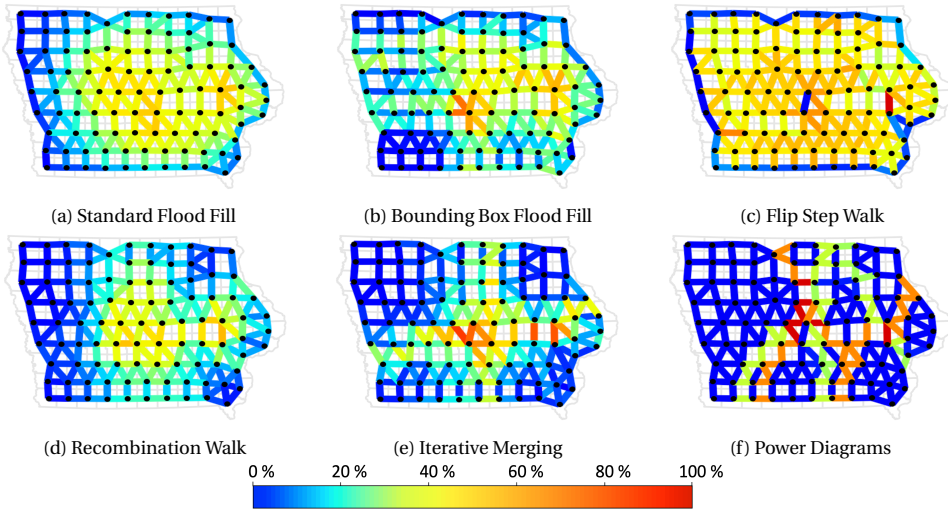 (a) Standard Flood Fill
(b) Bounding Box Flood Fill
(c) Flip Step Walk
(d) Recombination Walk
(e) Iterative Merging
(f) Power Diagrams
0 % 20 % 40 % 60 % 80 % 100 %